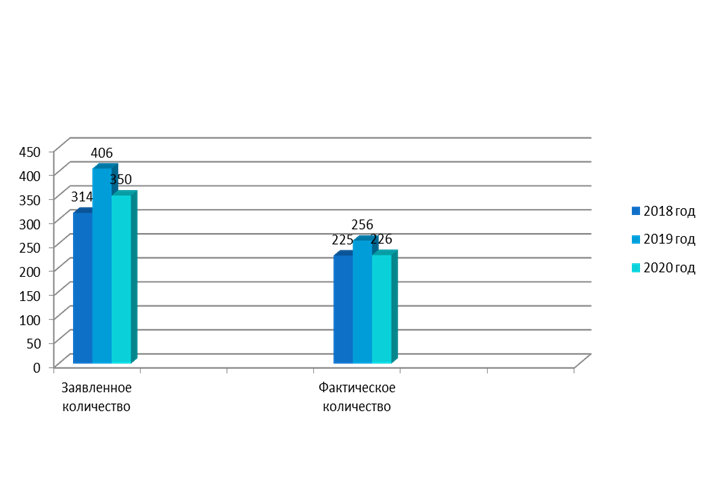 450
400
350
300
250
200
150
100
50
0
314
406
350
225
256
226
Заявленное
количество
Фактическое
количество
2018 год
2019 год
2020 год